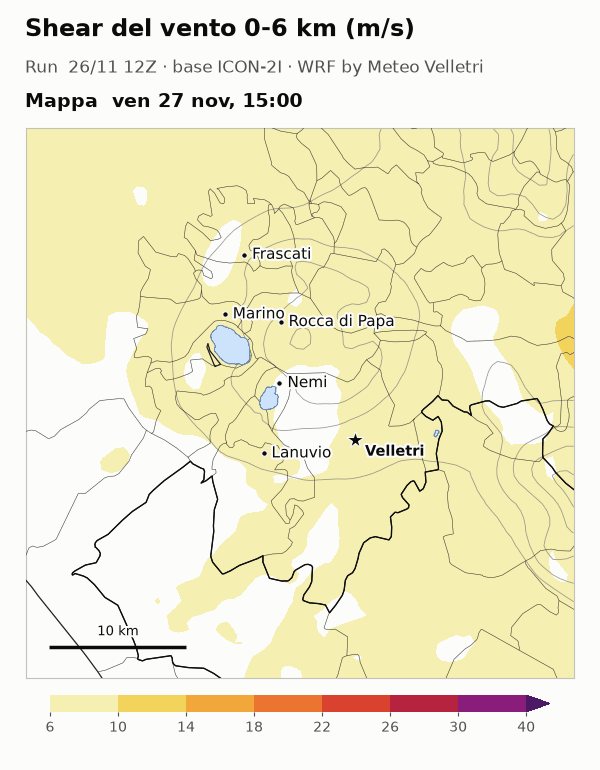 Shear del vento 0-6 km (m/s)
Run  26/11 12Z · base ICON-2I · WRF by Meteo Velletri
Mappa  ven 27 nov, 15:00
Frascati
Marino
Rocca di Papa
Nemi
Velletri
Lanuvio
10 km
6 10 14 18 22 26 30 40